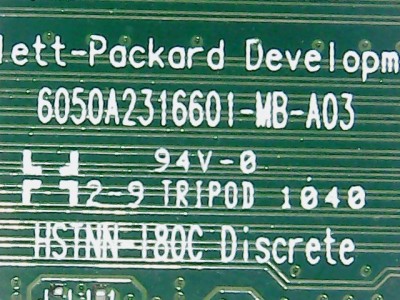 lett-Packard Developm
6050A2316601-MB-A03
94V-0
2-9 TRIPOD 1040
HSTNN-I80C Discrete